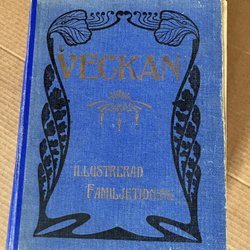 VECKAN
ILLUSTRERAD
FAMILJETIDNING